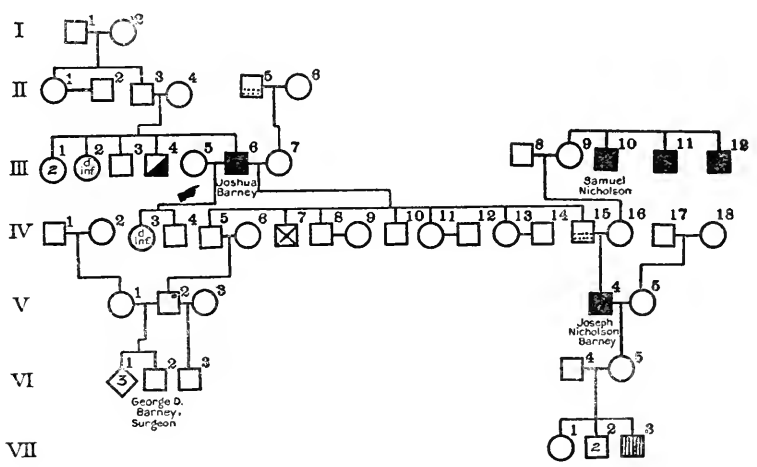 I 1 2
II 1 2 3 4 5 6
III 1 2 3 4 5 6 7 8 9 10 11 12
2
d
inf
Joshua
Barney
Samuel
Nicholson
IV 1 2 3 4 5 6 7 8 9 10 11 12 13 14 15 16 17 18
d
inf
V 1 2 3 4 5
Joseph
Nicholson
Barney
VI 1 2 3 4 5
3
George D.
Barney,
Surgeon
VII 1 2 3
2